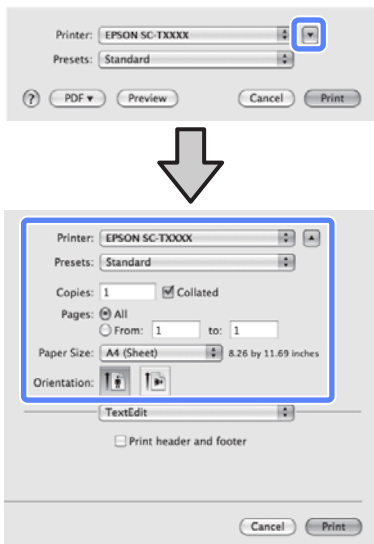 Printer: EPSON SC-TXXXX
Presets: Standard
? PDF▼ Preview Cancel Print
Printer: EPSON SC-TXXXX
Presets: Standard
Copies: 1 Collated
Pages: All
From: 1 to: 1
Paper Size: A4 (Sheet) 8.26 by 11.69 inches
Orientation:
TextEdit
Print header and footer
Cancel Print